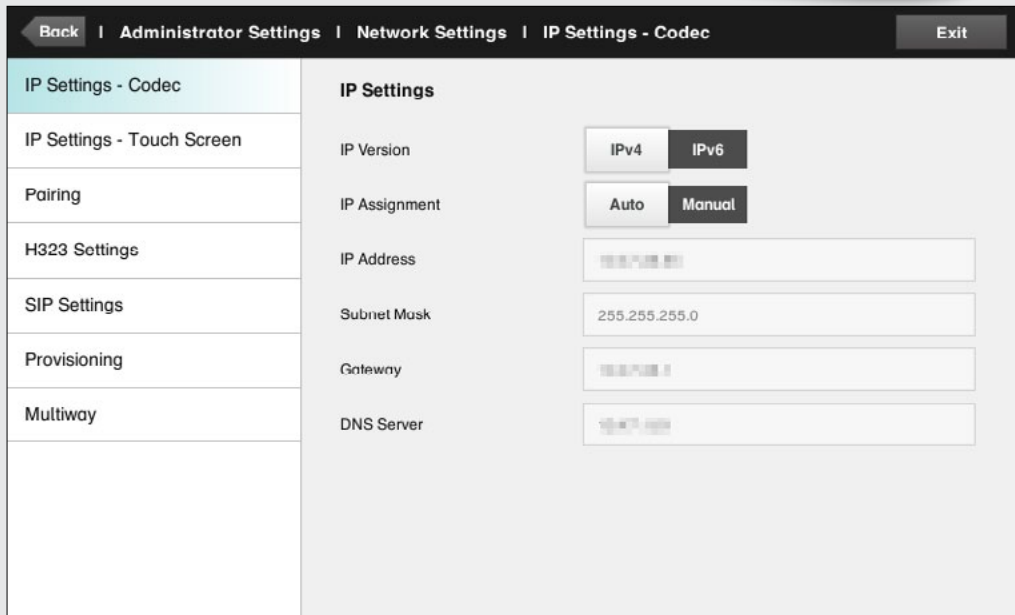 Back | Administrator Settings | Network Settings | IP Settings - Codec Exit
IP Settings - Codec
IP Settings - Touch Screen
Pairing
H323 Settings
SIP Settings
Provisioning
Multiway
IP Settings
IP Version IPv4 IPv6
IP Assignment Auto Manual
IP Address
Subnet Mask 255.255.255.0
Gateway
DNS Server